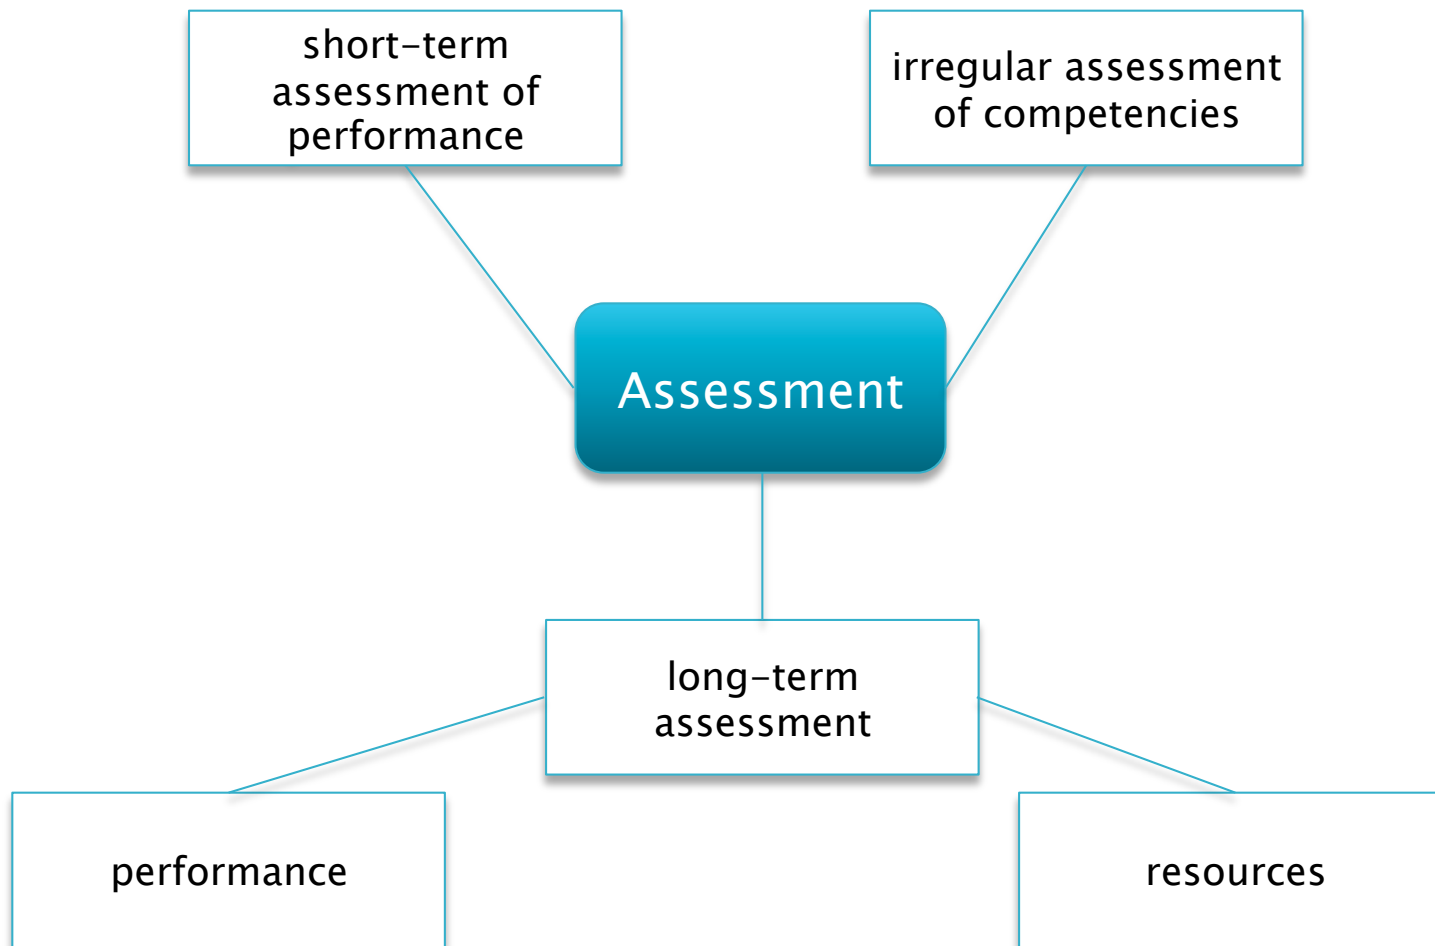 short-term
assessment of
performance
irregular assessment
of competencies
Assessment
long-term
assessment
performance
resources